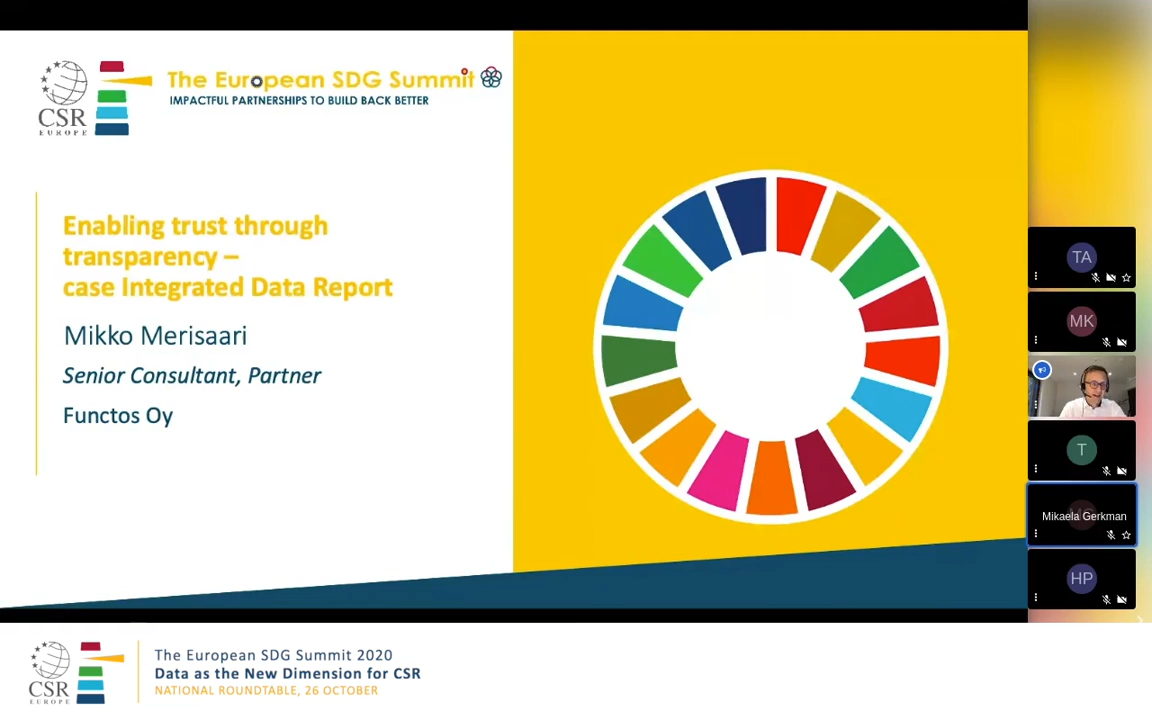 CSR
EUROPE
The European SDG Summit
IMPACTFUL PARTNERSHIPS TO BUILD BACK BETTER
Enabling trust through
transparency –
case Integrated Data Report
Mikko Merisaari
Senior Consultant, Partner
Functos Oy
TA
MK
T
Mikaela Gerkman
HP
CSR
EUROPE
The European SDG Summit 2020
Data as the New Dimension for CSR
NATIONAL ROUNDTABLE, 26 OCTOBER